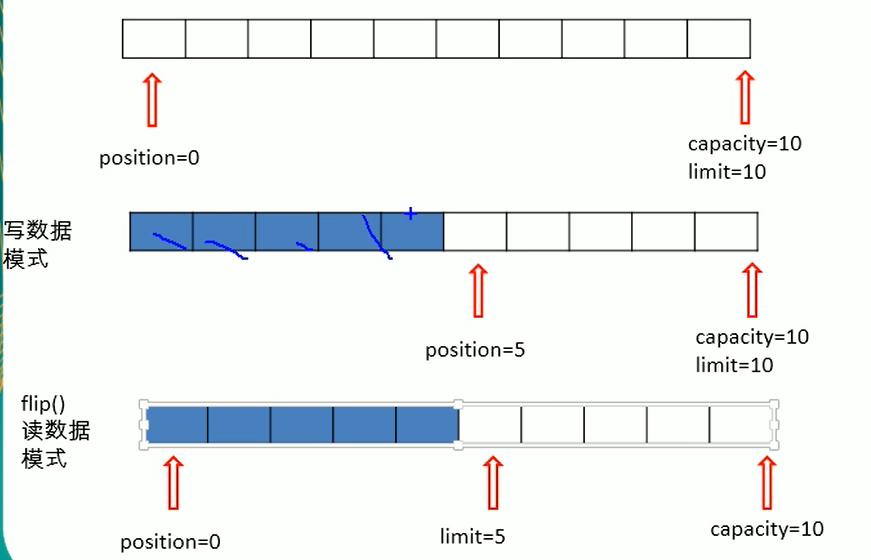 position=0
capacity=10
limit=10
写数据
模式
position=5
capacity=10
limit=10
flip()
读数据
模式
position=0
limit=5
capacity=10